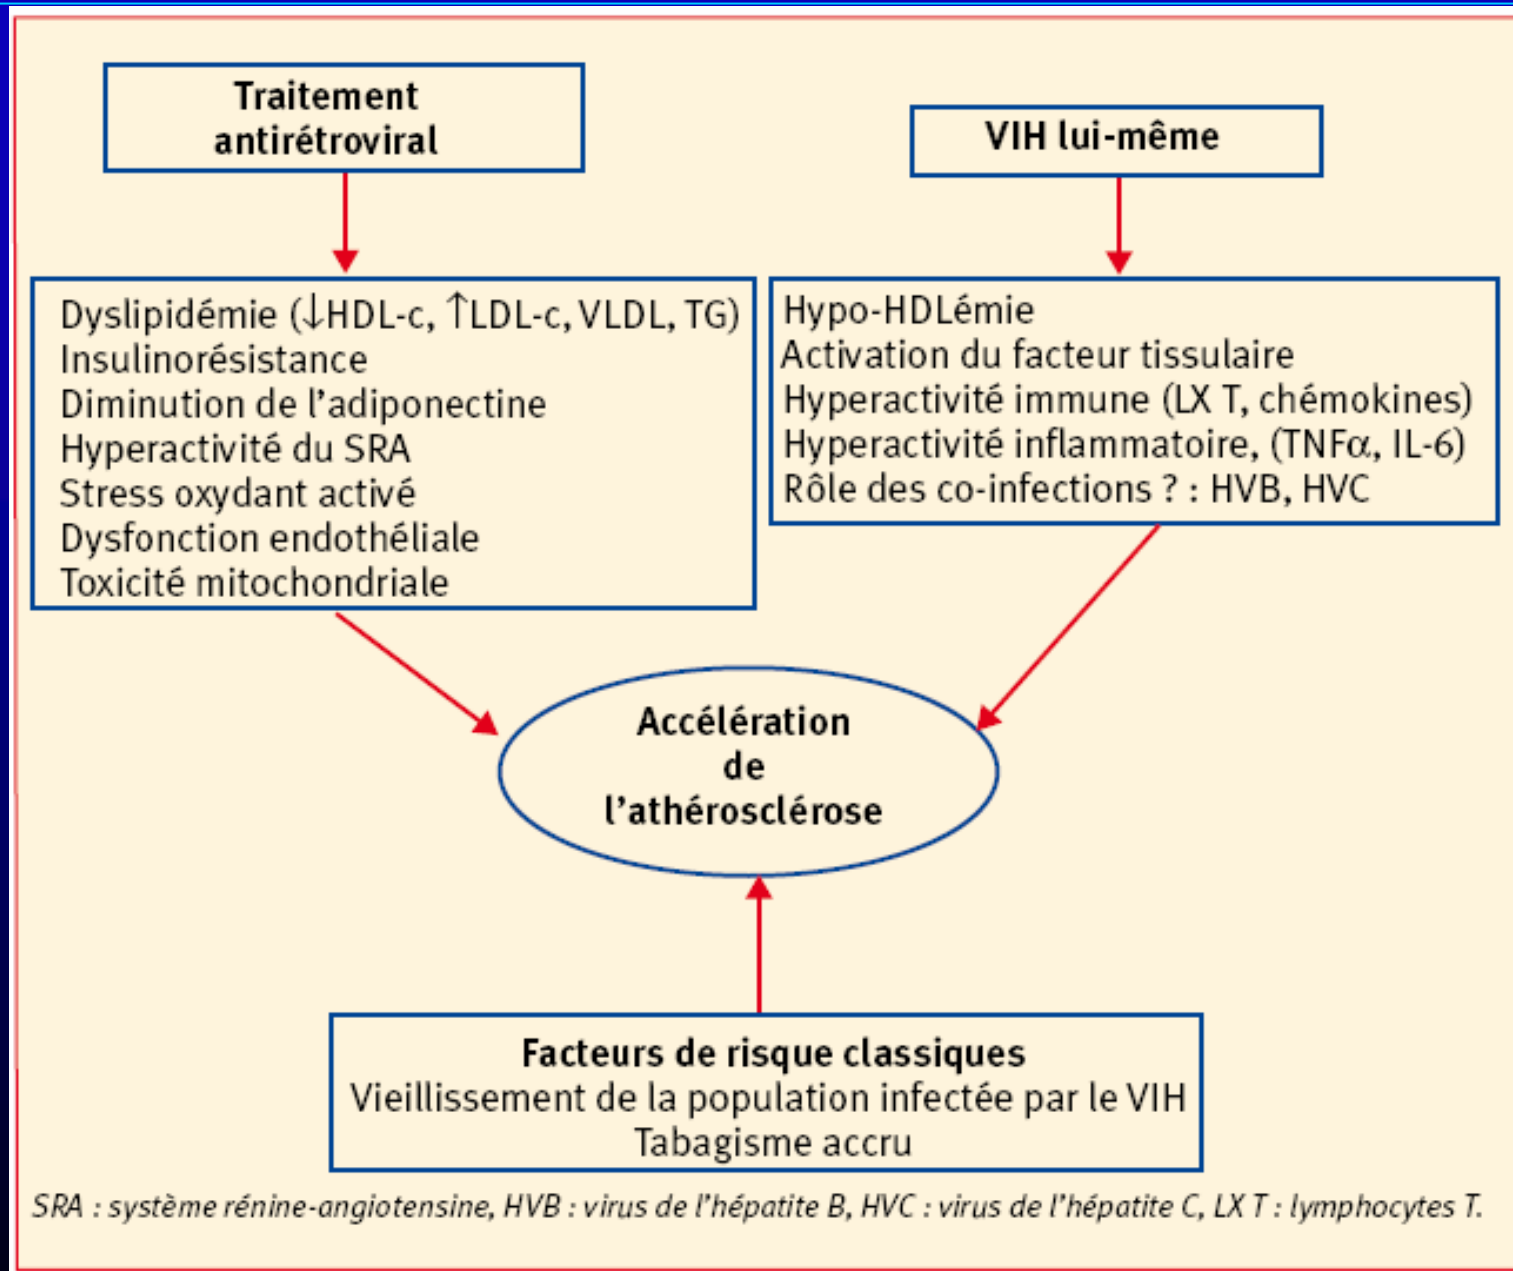 Traitement
antirétroviral
VIH lui-même
Dyslipidémie (↓HDL-c, ↑LDL-c, VLDL, TG)
Insulinorésistance
Diminution de l’adiponectine
Hyperactivité du SRA
Stress oxydant activé
Dysfonction endothéliale
Toxicité mitochondriale
Hypo-HDLémie
Activation du facteur tissulaire
Hyperactivité immune (LX T, chémokines)
Hyperactivité inflammatoire, (TNFα, IL-6)
Rôle des co-infections ? : HVB, HVC
Accélération
de
l’athérosclérose
Facteurs de risque classiques
Vieillissement de la population infectée par le VIH
Tabagisme accru
SRA : système rénine-angiotensine, HVB : virus de l’hépatite B, HVC : virus de l’hépatite C, LX T : lymphocytes T.